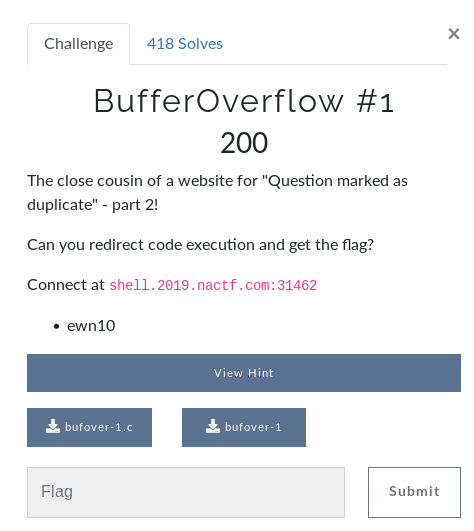 Challenge 418 Solves ×
BufferOverflow #1
200
The close cousin of a website for "Question marked as
duplicate" - part 2!
Can you redirect code execution and get the flag?
Connect at shell.2019.nactf.com:31462
• ewn10
View Hint
bufover-1.c bufover-1
Flag Submit